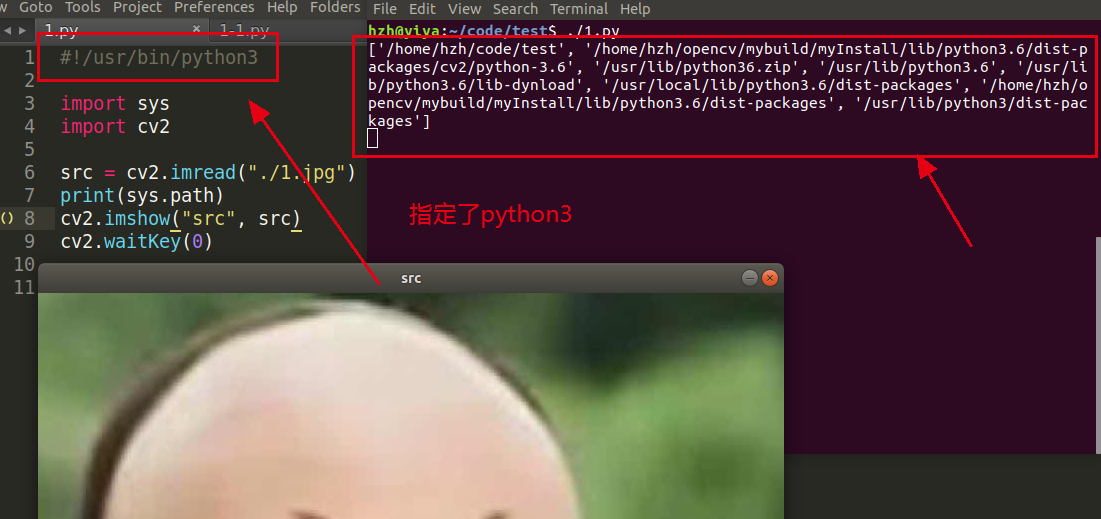 Goto Tools Project Preferences Help Folders
1.py × 1-1.py
1 #!/usr/bin/python3
2
3 import sys
4 import cv2
5
6 src = cv2.imread("./1.jpg")
7 print(sys.path)
8 cv2.imshow("src", src)
9 cv2.waitKey(0)
10
11
File Edit View Search Terminal Help
hzh@yiya:~/code/test$ ./1.py
['/home/hzh/code/test', '/home/hzh/opencv/mybuild/myInstall/lib/python3.6/dist-p
ackages/cv2/python-3.6', '/usr/lib/python36.zip', '/usr/lib/python3.6', '/usr/li
b/python3.6/lib-dynload', '/usr/local/lib/python3.6/dist-packages', '/home/hzh/o
pencv/mybuild/myInstall/lib/python3.6/dist-packages', '/usr/lib/python3/dist-pac
kages']
指定了python3
src